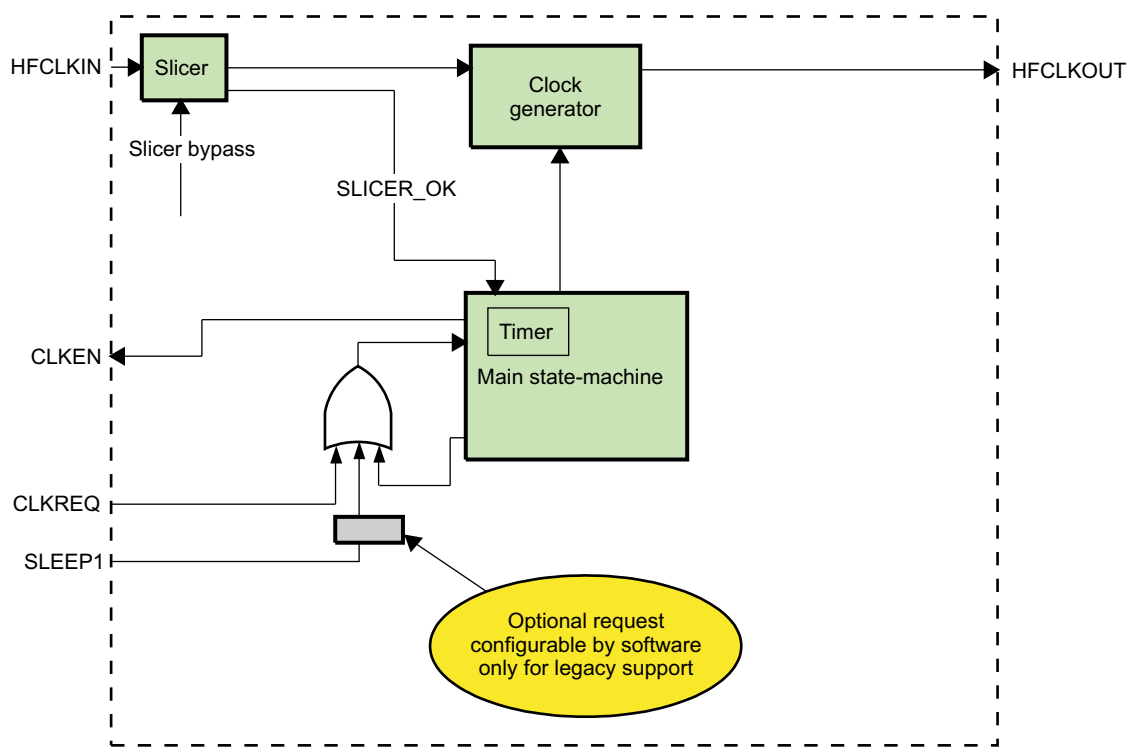 HFCLKIN
Slicer
Clock
generator
HFCLKOUT
Slicer bypass
SLICER_OK
Timer
CLKEN
Main state-machine
CLKREQ
SLEEP1
Optional request
configurable by software
only for legacy support